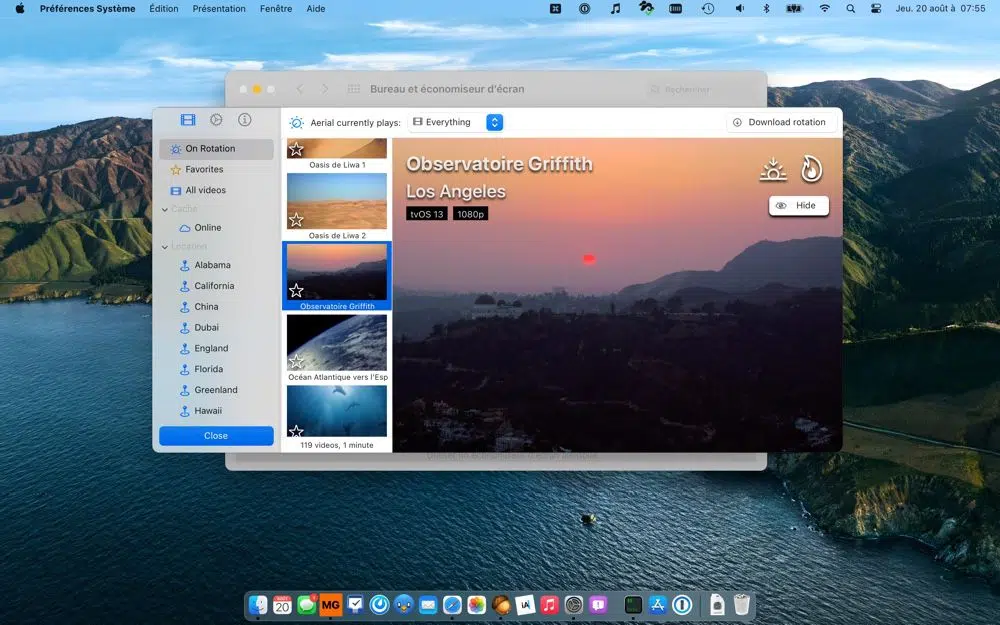 Préférences Système Édition Présentation Fenêtre Aide Jeu. 20 août à 07:55
Bureau et économiseur d'écran
Rechercher
Aerial currently plays: Everything Download rotation
On Rotation
Favorites
All videos
Cache
Online
Location
Alabama
California
China
Dubai
England
Florida
Greenland
Hawaii
Close
Oasis de Liwa 1
Oasis de Liwa 2
Observatoire Griffith
Océan Atlantique vers l'Esp
119 videos, 1 minute
Observatoire Griffith
Los Angeles
tvOS 13 1080p
Hide
AOÛT
20
MG